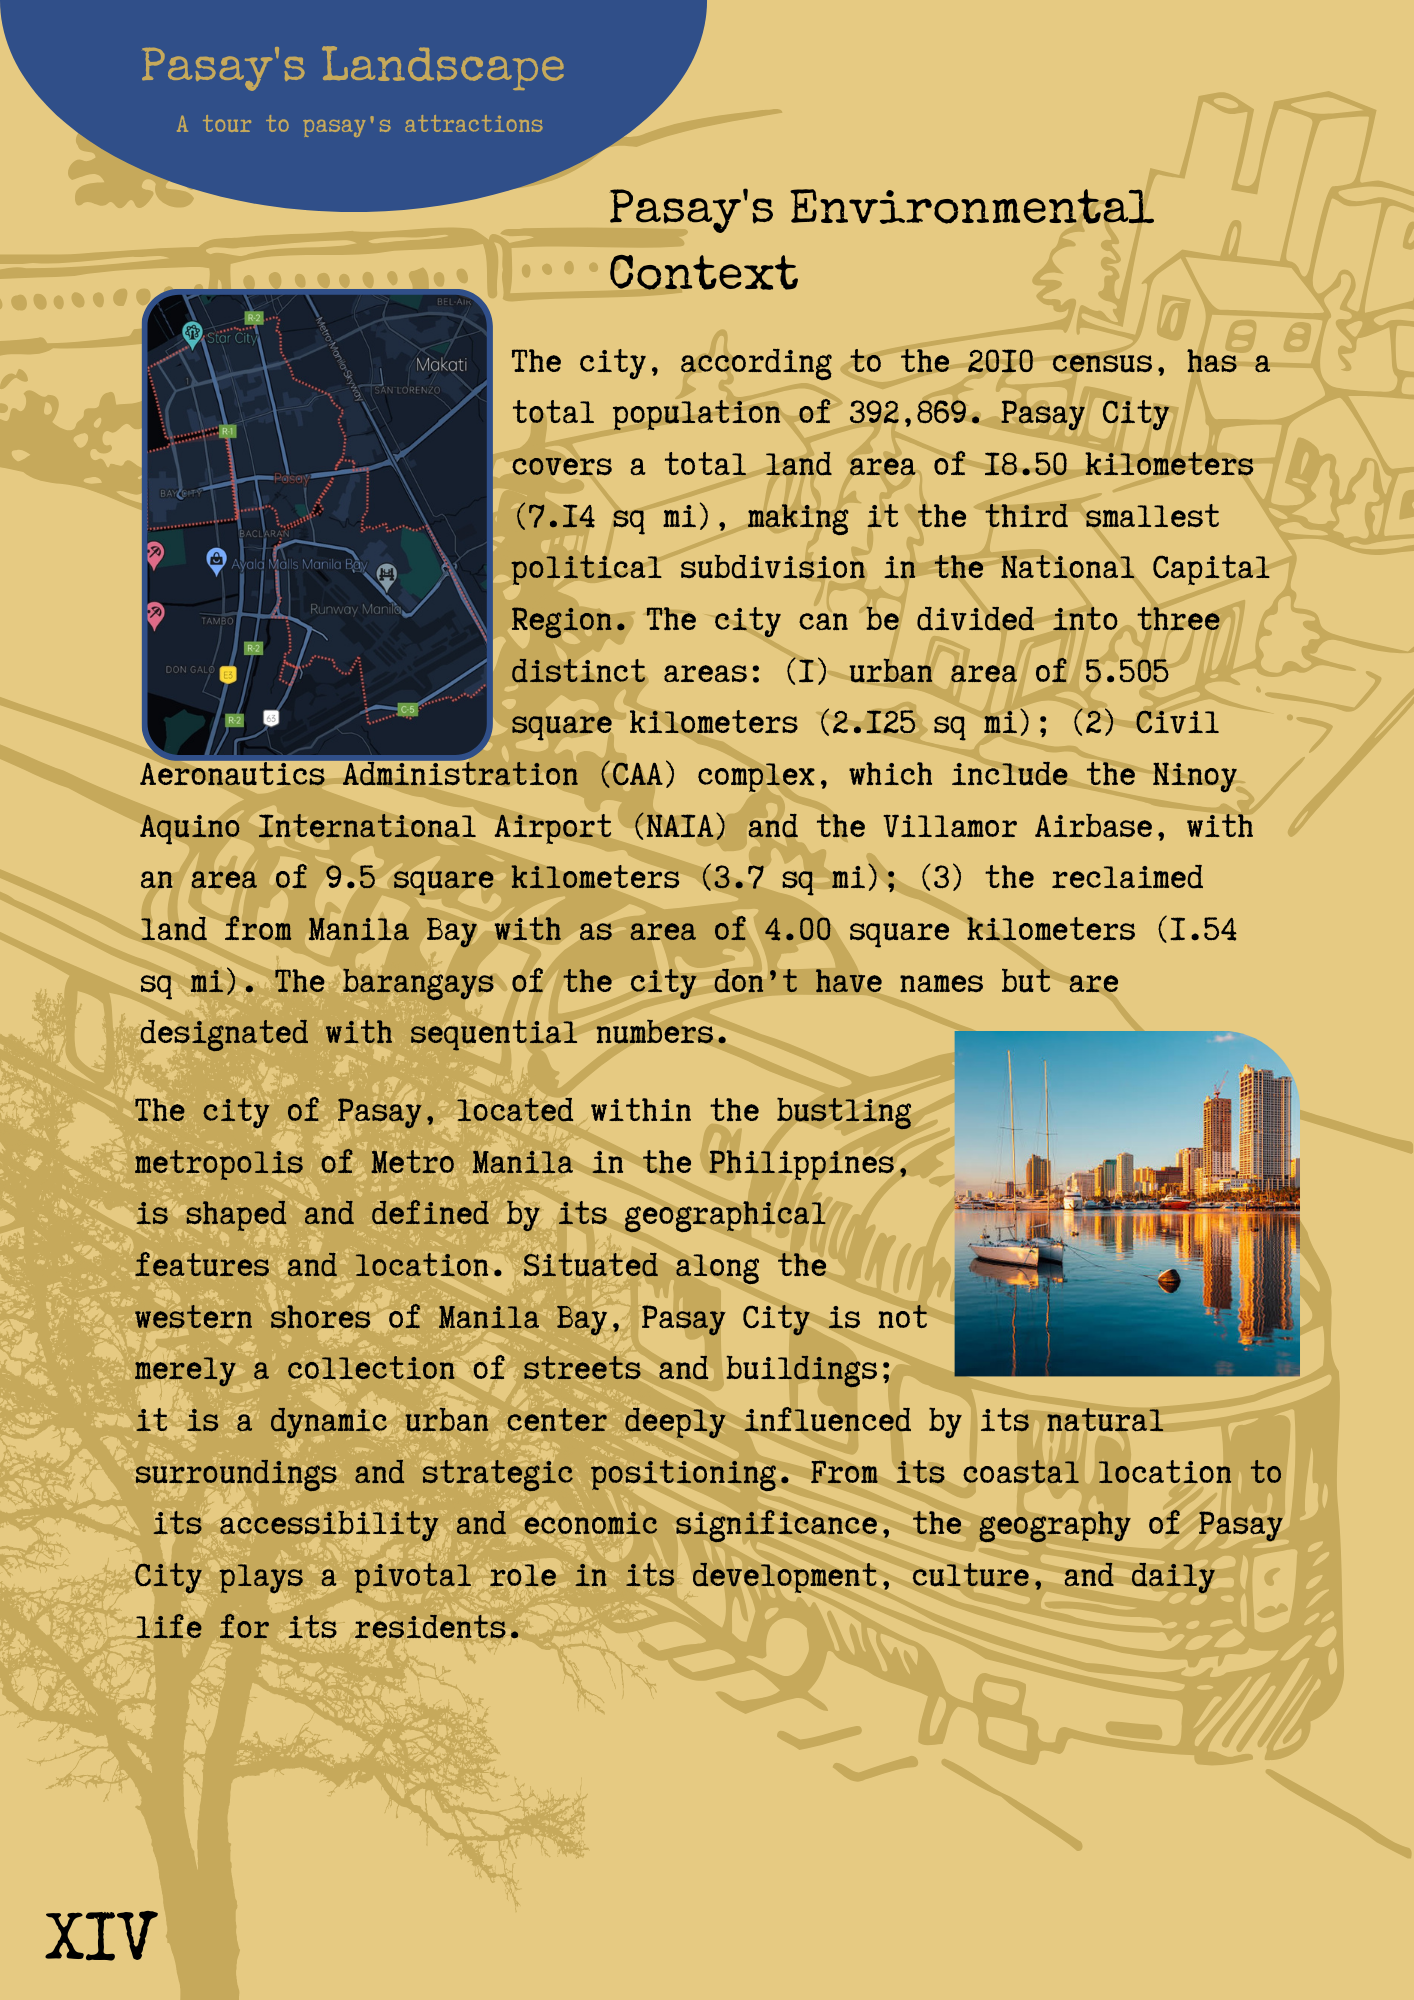 Pasay's Landscape
A tour to pasay's attractions
Pasay's Environmental
Context
BEL-AIR
R-2
Star City
Metro Manila Skyway
Makati
SAN LORENZO
R-1
Pasay
BAY CITY
BACLARAN
Ayala Malls Manila Bay
Runway Manila
TAMBO
R-2
DON GALO
E3
R-2
63
C-5
The city, according to the 2010 census, has a
total population of 392,869. Pasay City
covers a total land area of 18.50 kilometers
(7.14 sq mi), making it the third smallest
political subdivision in the National Capital
Region. The city can be divided into three
distinct areas: (1) urban area of 5.505
square kilometers (2.125 sq mi); (2) Civil
Aeronautics Administration (CAA) complex, which include the Ninoy
Aquino International Airport (NAIA) and the Villamor Airbase, with
an area of 9.5 square kilometers (3.7 sq mi); (3) the reclaimed
land from Manila Bay with as area of 4.00 square kilometers (1.54
sq mi). The barangays of the city don’t have names but are
designated with sequential numbers.
The city of Pasay, located within the bustling
metropolis of Metro Manila in the Philippines,
is shaped and defined by its geographical
features and location. Situated along the
western shores of Manila Bay, Pasay City is not
merely a collection of streets and buildings;
it is a dynamic urban center deeply influenced by its natural
surroundings and strategic positioning. From its coastal location to
its accessibility and economic significance, the geography of Pasay
City plays a pivotal role in its development, culture, and daily
life for its residents.
XIV